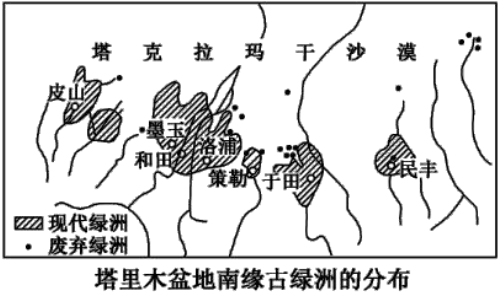 塔克拉玛干沙漠
皮山
墨玉
洛浦
和田
策勒
于田
民丰
现代绿洲
废弃绿洲
塔里木盆地南缘古绿洲的分布